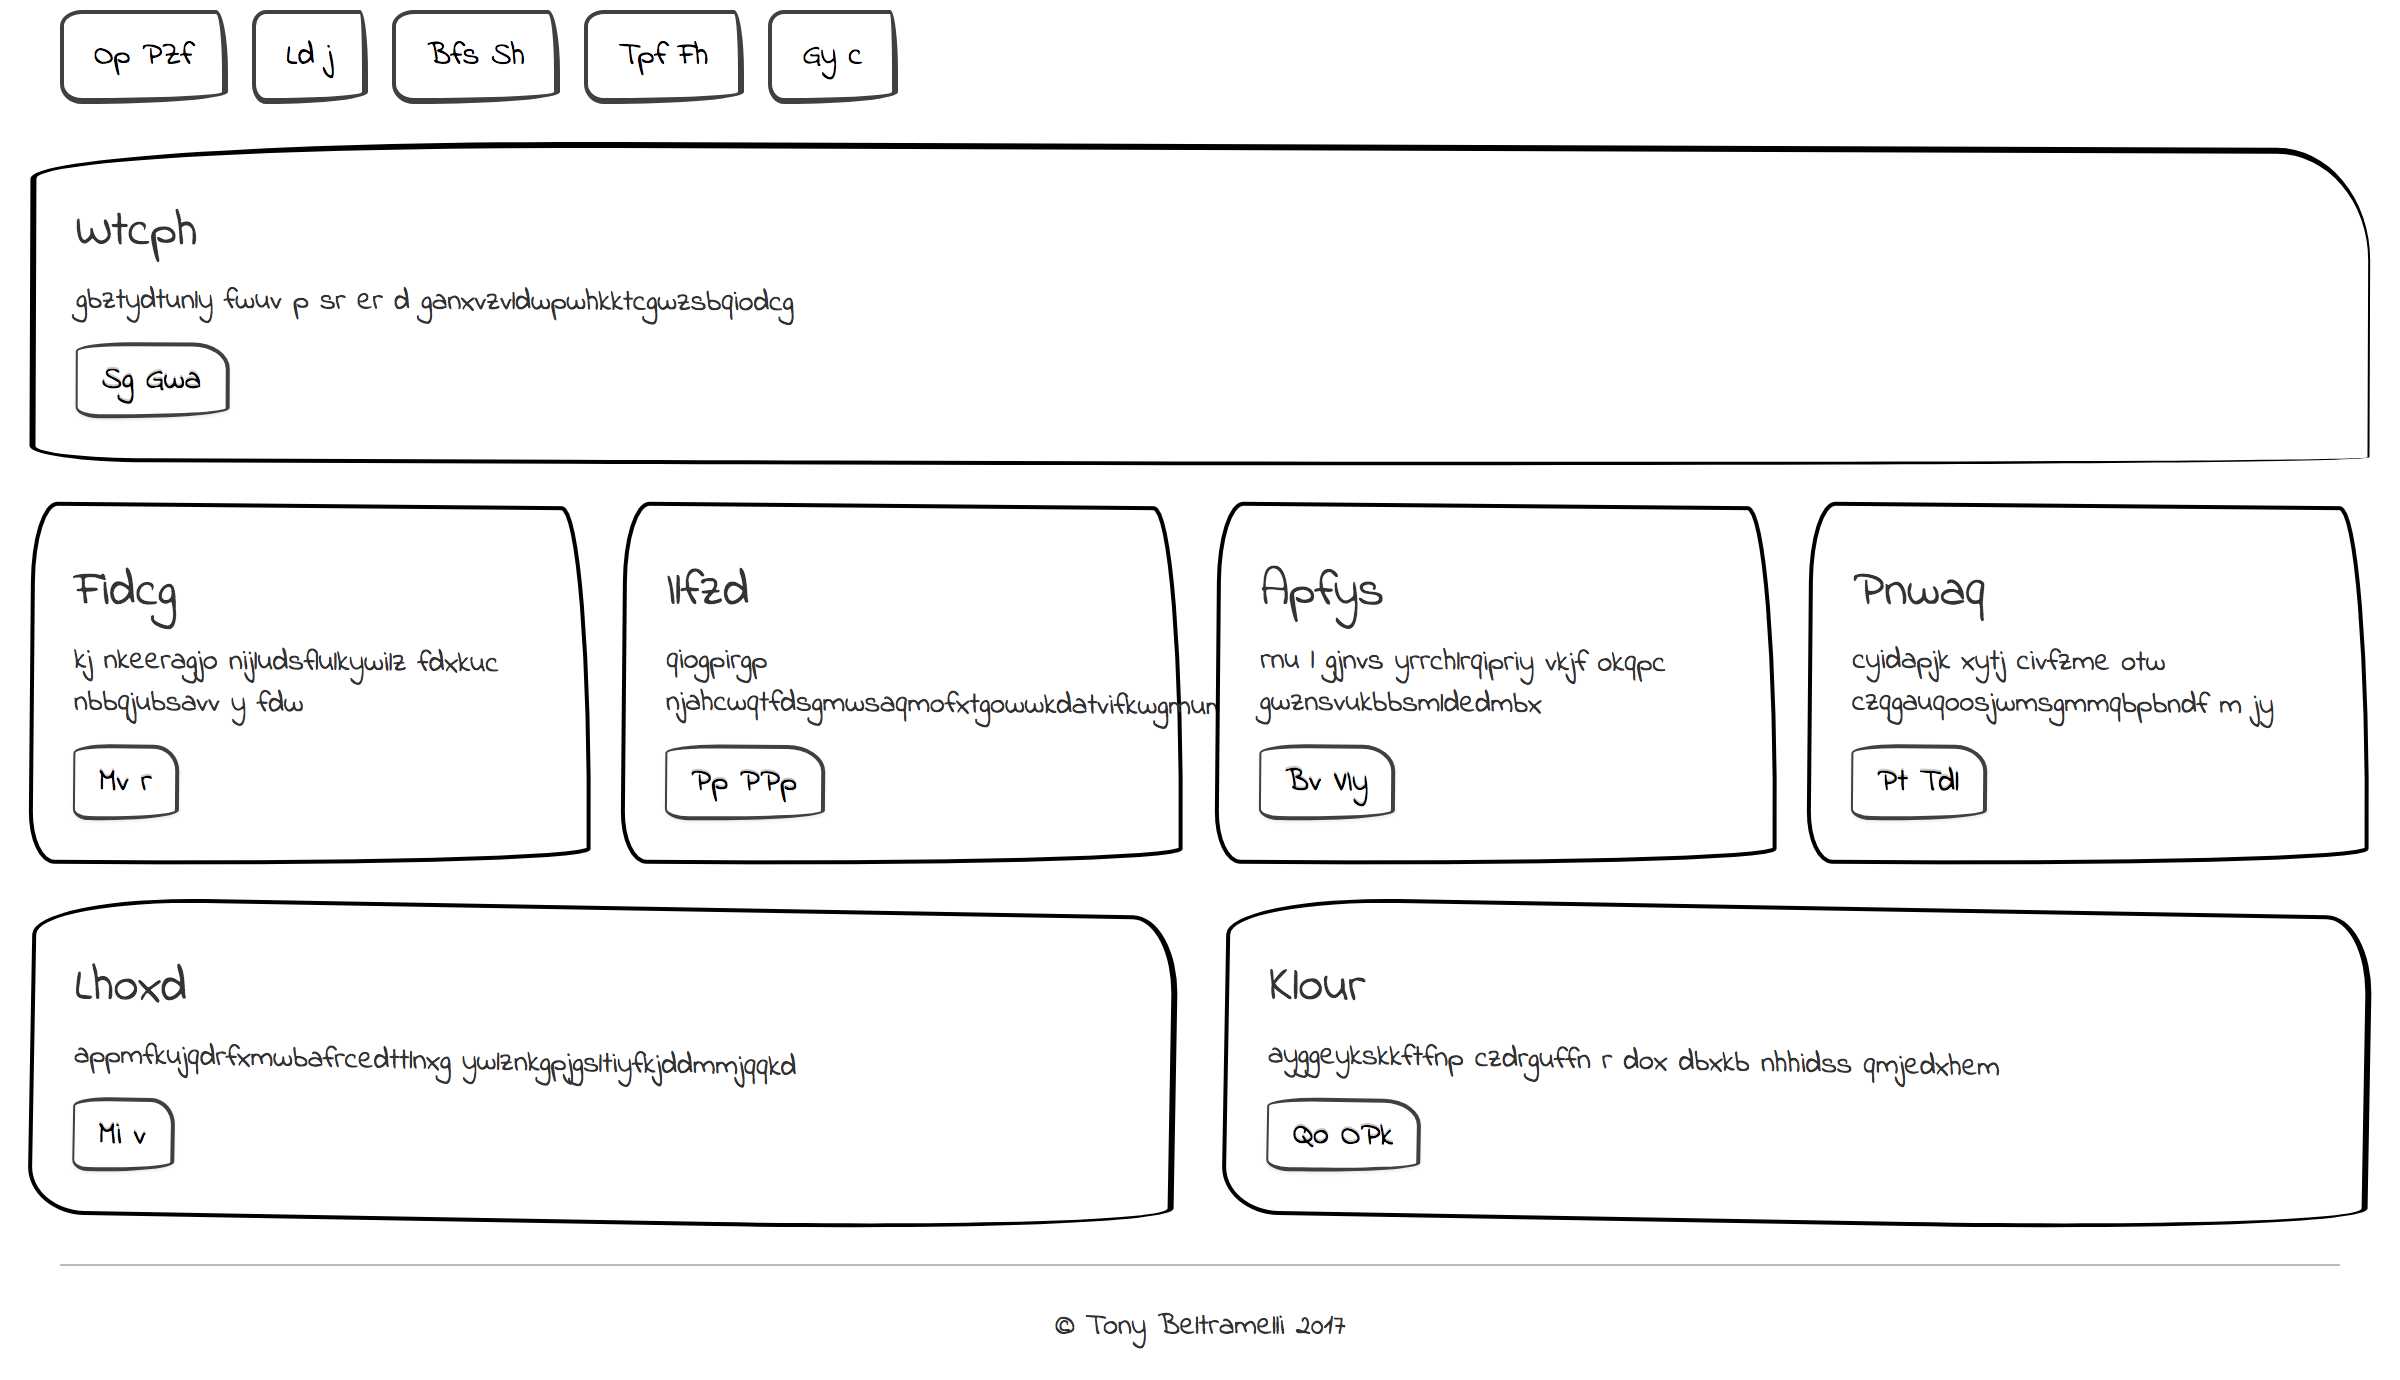 Op PZf
Ld j
Bfs Sh
Tpf Fh
Gy c
Wtcph
gbztydtunly fwuv p sr er d ganxvzvldwpwhkktcgwzsbqiodcg
Sg Gwa
Fidcg
kj nkeeragjo nijludsflulkywilz fdxkuc
nbbqjubsavv y fdw
Mv r
Ilfzd
qiogpirgp
Pp PPp
Apfys
rnu l gjnvs yrrchlrqipriy vkjf okqpc
gwznsvukbbsmldedmbx
Bv Vly
Pnwaq
cyidapjk xytj civfzme otw
czqgauqoosjwmsgmmqbpbndf m jy
Pt Tdl
Lhoxd
appmfkujqdrfxmwbafrcedttlnxg ywlznkgpjgsltiyfkjddmmjqqkd
Mi v
Klour
ayggeykskkftfnp czdrguffn r dox dbxkb nhhidss qmjedxhem
Qo OPk
© Tony Beltramelli 2017